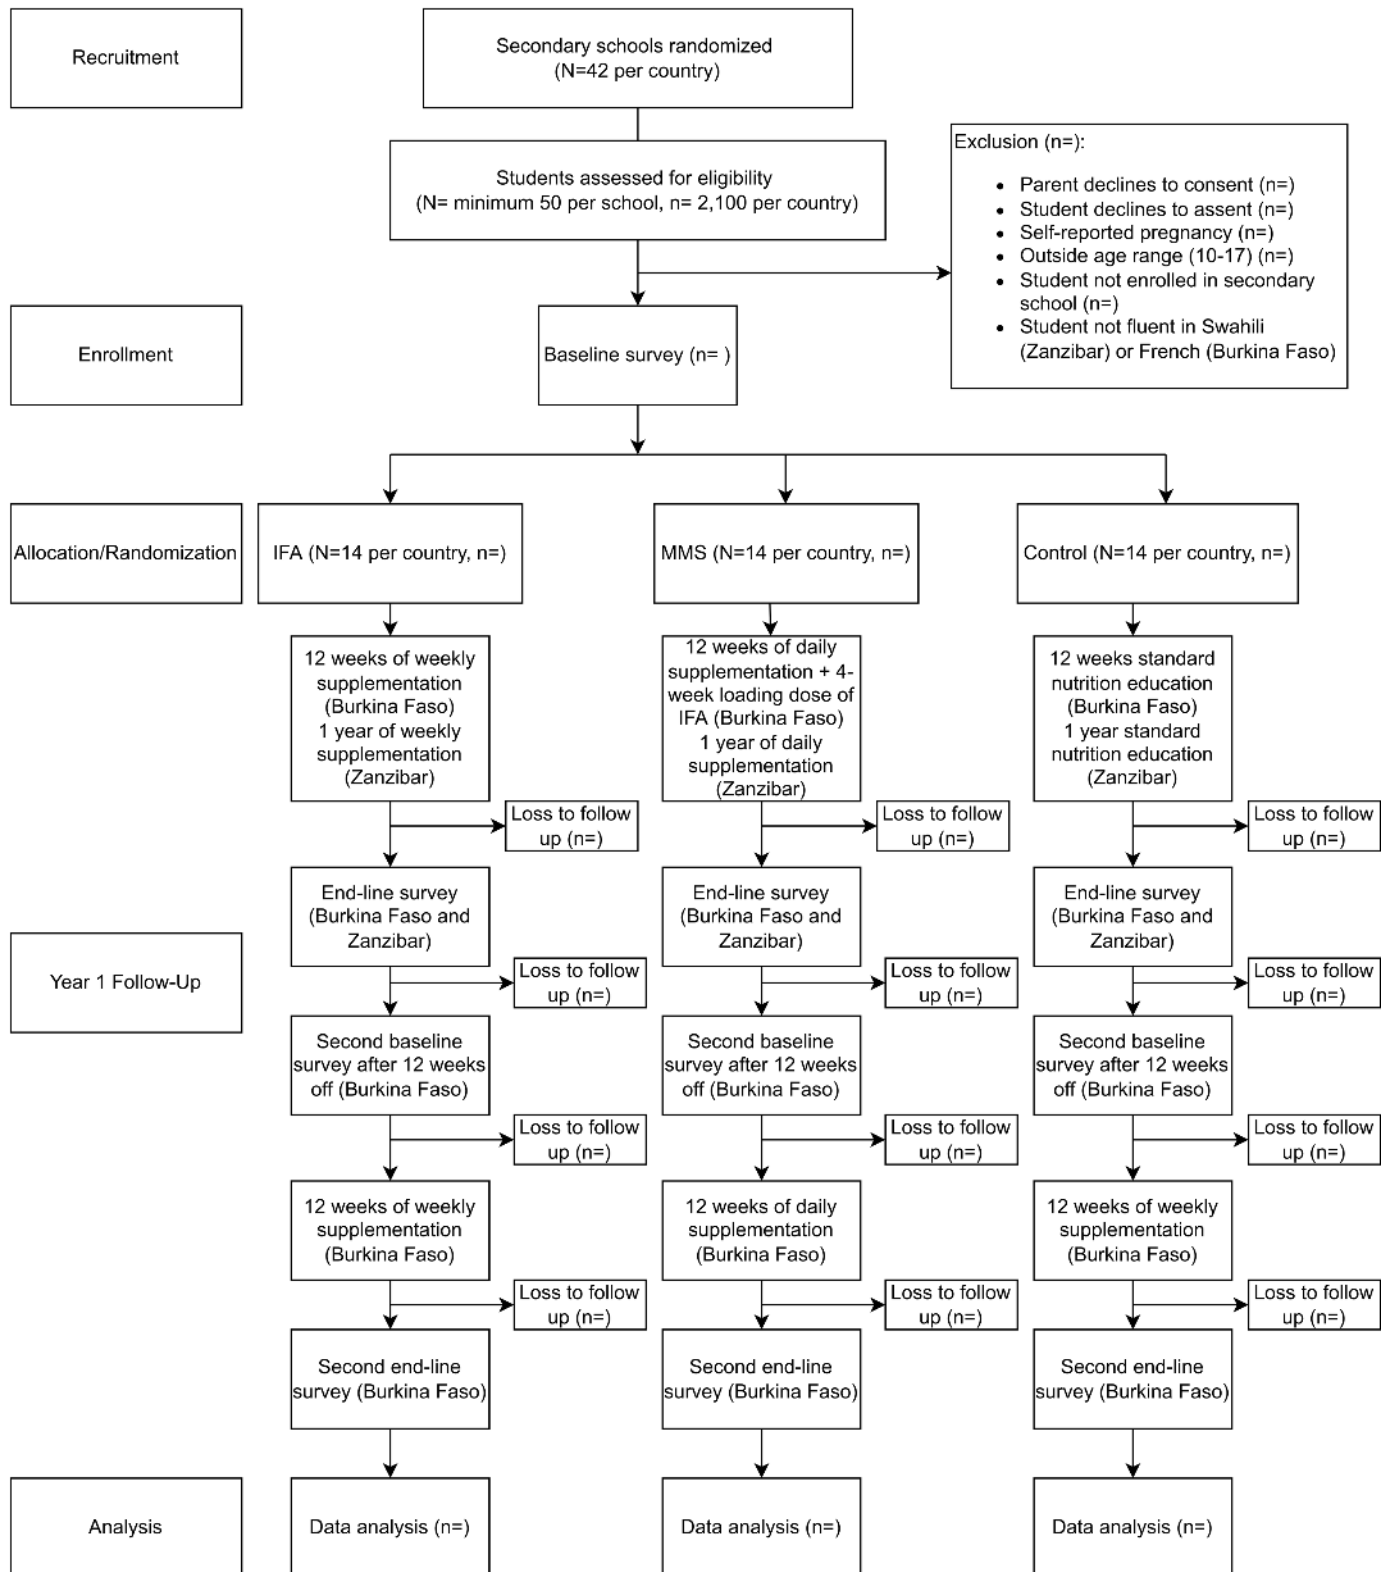 Recruitment
Secondary schools randomized
(N=42 per country)
Students assessed for eligibility
(N= minimum 50 per school, n= 2,100 per country)
Exclusion (n=):
• Parent declines to consent (n=)
• Student declines to assent (n=)
• Self-reported pregnancy (n=)
• Outside age range (10-17) (n=)
• Student not enrolled in secondary
school (n=)
• Student not fluent in Swahili
(Zanzibar) or French (Burkina Faso)
Enrollment
Baseline survey (n= )
Allocation/Randomization
IFA (N=14 per country, n=)
MMS (N=14 per country, n=)
Control (N=14 per country, n=)
12 weeks of weekly
supplementation
(Burkina Faso)
1 year of weekly
supplementation
(Zanzibar)
12 weeks of daily
supplementation + 4-
week loading dose of
IFA (Burkina Faso)
1 year of daily
supplementation
(Zanzibar)
12 weeks standard
nutrition education
(Burkina Faso)
1 year standard
nutrition education
(Zanzibar)
Loss to follow
up (n=)
Loss to follow
up (n=)
Loss to follow
up (n=)
Year 1 Follow-Up
End-line survey
(Burkina Faso and
Zanzibar)
End-line survey
(Burkina Faso and
Zanzibar)
End-line survey
(Burkina Faso and
Zanzibar)
Loss to follow
up (n=)
Loss to follow
up (n=)
Loss to follow
up (n=)
Second baseline
survey after 12 weeks
off (Burkina Faso)
Second baseline
survey after 12 weeks
off (Burkina Faso)
Second baseline
survey after 12 weeks
off (Burkina Faso)
Loss to follow
up (n=)
Loss to follow
up (n=)
Loss to follow
up (n=)
12 weeks of weekly
supplementation
(Burkina Faso)
12 weeks of daily
supplementation
(Burkina Faso)
12 weeks of weekly
supplementation
(Burkina Faso)
Loss to follow
up (n=)
Loss to follow
up (n=)
Loss to follow
up (n=)
Second end-line
survey (Burkina Faso)
Second end-line
survey (Burkina Faso)
Second end-line
survey (Burkina Faso)
Analysis
Data analysis (n=)
Data analysis (n=)
Data analysis (n=)